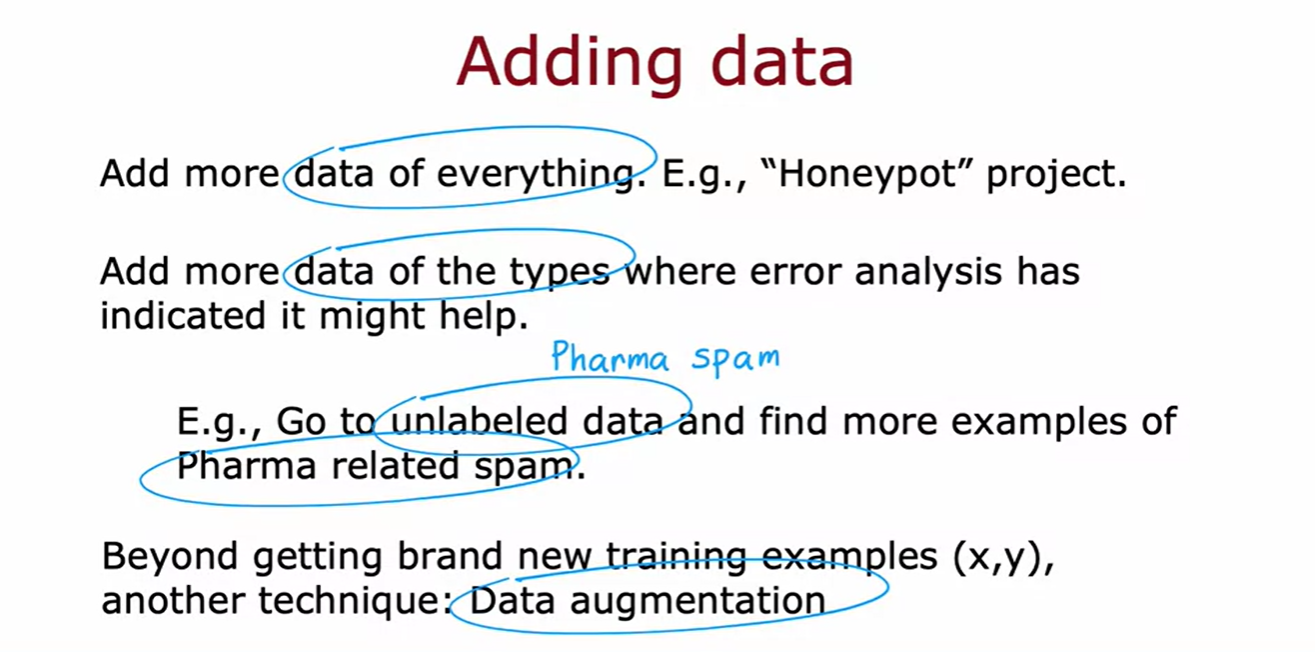 Adding data
Add more data of everything. E.g., “Honeypot” project.
Add more data of the types where error analysis has
indicated it might help.
Pharma spam
E.g., Go to unlabeled data and find more examples of
Pharma related spam.
Beyond getting brand new training examples (x,y),
another technique: Data augmentation